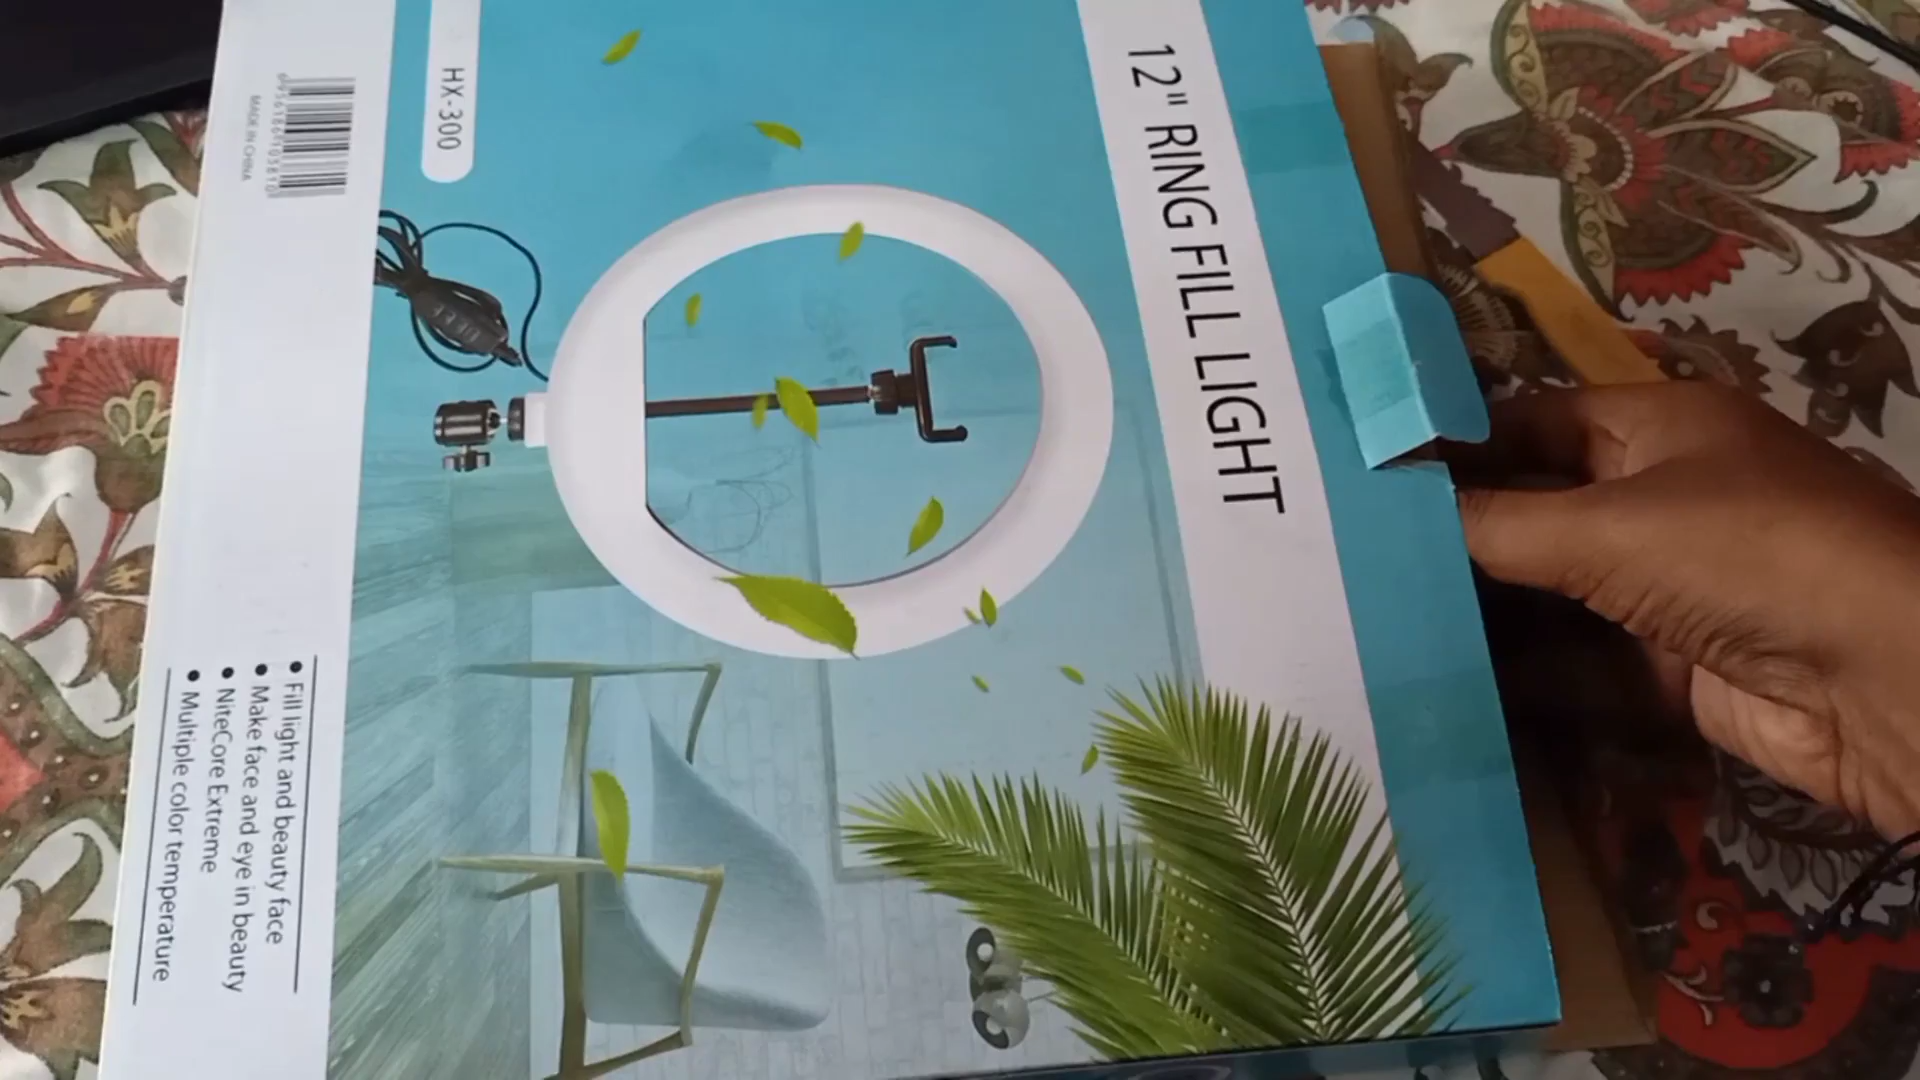 12" RING FILL LIGHT
HX-300
● Fill light and beauty face
● Make face and eye in beauty
● NiteCore Extreme
● Multiple color temperature
MADE IN CHINA